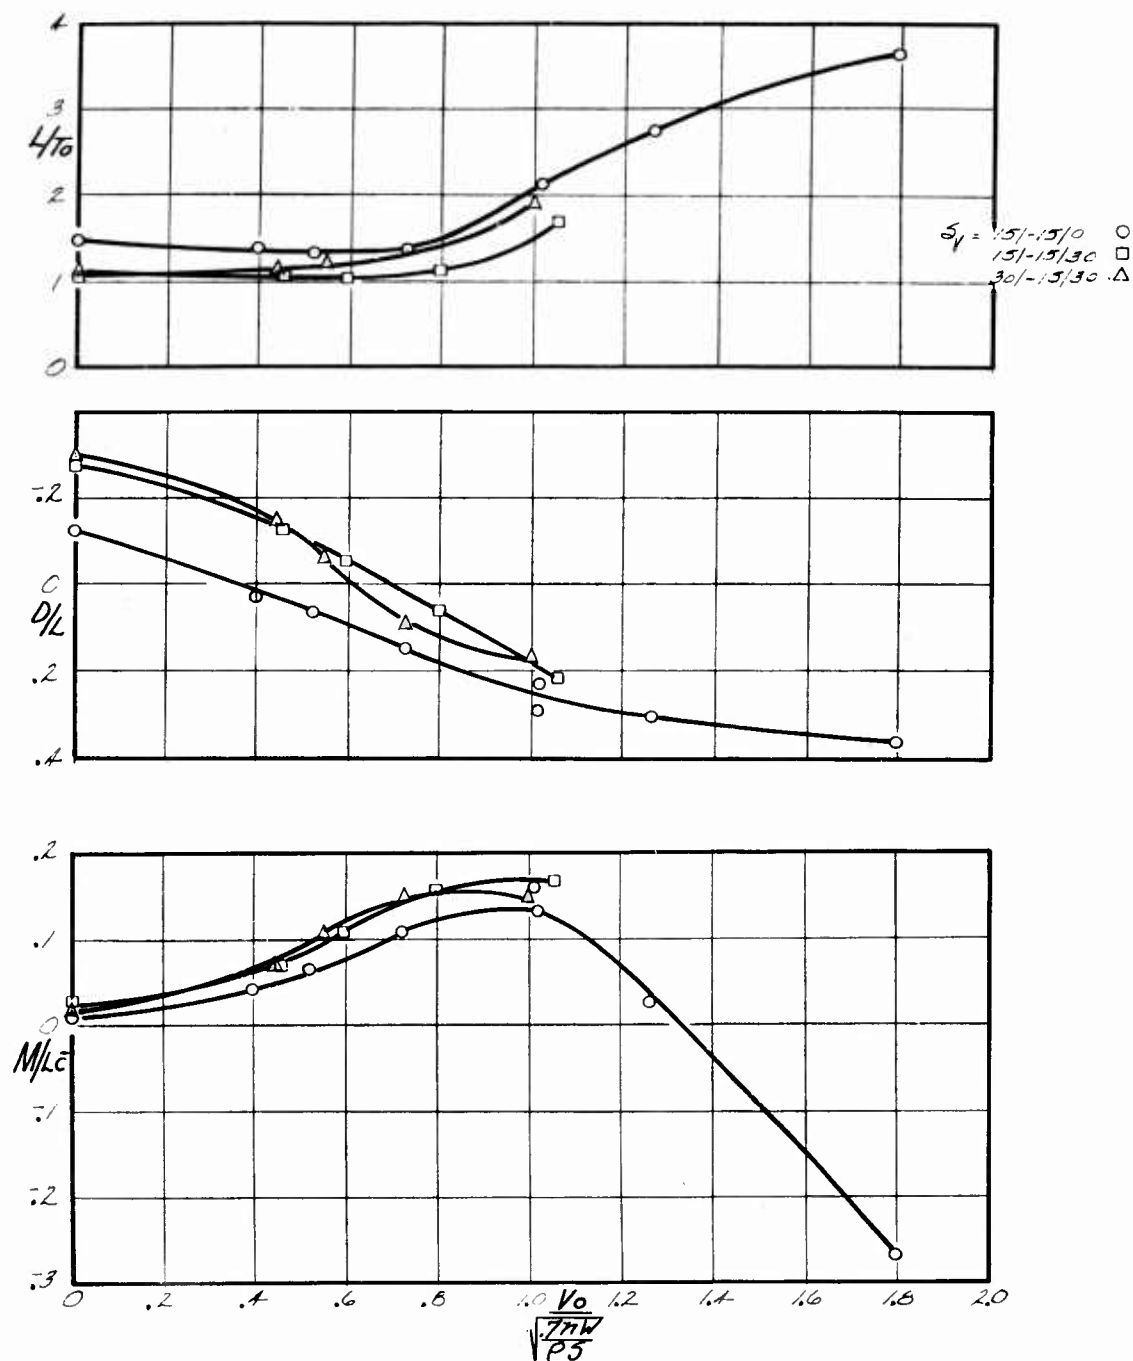 4
3
L/To
2
1
0
δv = 15/-15/0 ○
15/-15/30 □
30/-15/30 △
-.2
0
D/L
.2
.4
.2
.1
0
M/Lc̄
-.1
-.2
-.3
0 .2 .4 .6 .8 1.0 1.2 1.4 1.6 1.8 2.0
Vo
√
ρS